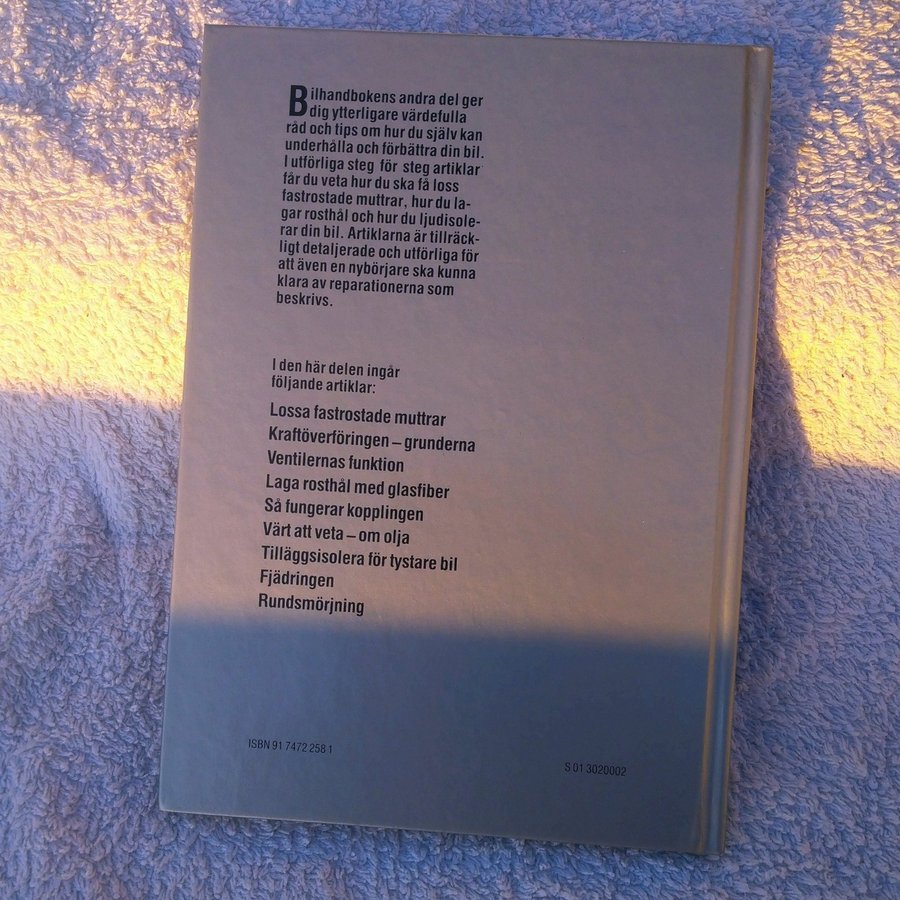 Bilhandbokens andra del ger
dig ytterligare värdefulla
råd och tips om hur du själv kan
underhålla och förbättra din bil.
I utförliga steg för steg artiklar
får du veta hur du ska få loss
fastrostade muttrar, hur du la-
gar rosthål och hur du ljudisole-
rar din bil. Artiklarna är tillräck-
ligt detaljerade och utförliga för
att även en nybörjare ska kunna
klara av reparationerna som
beskrivs.
I den här delen ingår
följande artiklar:
Lossa fastrostade muttrar
Kraftöverföringen – grunderna
Ventilernas funktion
Laga rosthål med glasfiber
Så fungerar kopplingen
Värt att veta – om olja
Tilläggsisolera för tystare bil
Fjädringen
Rundsmörjning
ISBN 91 7472 258 1
S 01 3020002